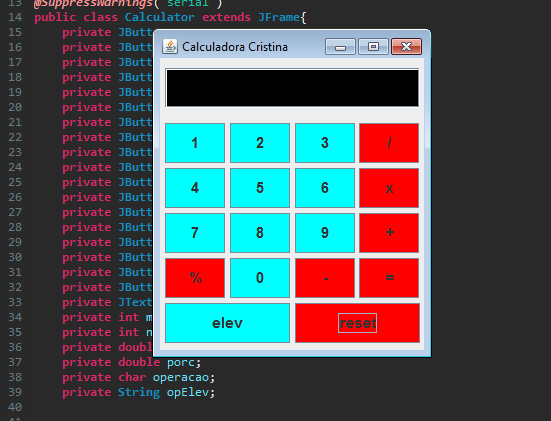 13 @SuppressWarnings("serial")
14 public class Calculator extends JFrame{
15 private JButt
16 private JButt
17 private JButt
18 private JButt
19 private JButt
20 private JButt
21 private JButt
22 private JButt
23 private JButt
24 private JButt
25 private JButt
26 private JButt
27 private JButt
28 private JButt
29 private JButt
30 private JButt
31 private JButt
32 private JButt
33 private JText
34 private int m
35 private int n
36 private doubl
37 private double porc;
38 private char operacao;
39 private String opElev;
40
41
Calculadora Cristina
1 2 3 /
4 5 6 x
7 8 9 +
% 0 - =
elev reset